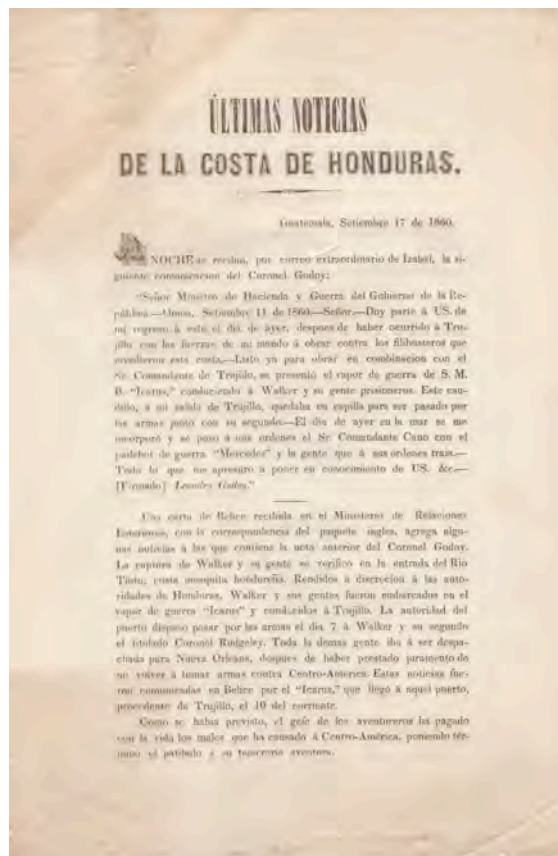 ÚLTIMAS NOTICIAS
DE LA COSTA DE HONDURAS.
Guatemala, Setiembre 17 de 1860.
ANOCHE se recibió, por correo extraordinario de Izabal, la si-
guiente comunicacion del Coronel Godoy:
"Señor Ministro de Hacienda y Guerra del Gobierno de la Re-
pública.—Omoa, Setiembre 11 de 1860.—Señor.—Doy parte á US. de
mi regreso á este el dia de ayer, despues de haber ocurrido á Tru-
jillo con las fuerzas de mi mando á obrar contra los filibusteros que
invadieron esta costa.—Listo ya para obrar en combinacion con el
Sr. Comandante de Trujillo, se presentó el vapor de guerra de S. M.
B. "Icarus," conduciendo á Walker y su gente prisioneros. Este cau-
dillo, á mi salida de Trujillo, quedaba en capilla para ser pasado por
las armas junto con su segundo.—El dia de ayer en la mar se me
incorporó y se puso á mis ordenes el Sr. Comandante Cano con el
pailebot de guerra "Mercedes" y la gente que á sus ordenes traia.—
Todo lo que me apresuro á poner en conocimiento de US. &c.—
[Firmado] Leandro Godoy."
Una carta de Belice recibida en el Ministerio de Relaciones
Exteriores, con la correspondencia del paquete ingles, agrega algu-
nas noticias á las que contiene la nota anterior del Coronel Godoy.
La captura de Walker y su gente se verificó en la entrada del Rio
Tinto, costa mosquita hondureña. Rendidos á discrecion á las auto-
ridades de Honduras, Walker y sus gentes fueron embarcados en el
vapor de guerra "Icarus" y conducidos á Trujillo. La autoridad del
puerto dispuso pasar por las armas el dia 7 á Walker y su segundo
el titulado Coronel Rudgeley. Toda la demas gente iba á ser despa-
chada para Nueva Orleans, despues de haber prestado juramento de
no volver á tomar armas contra Centro-América. Estas noticias fue-
ron comunicadas en Belice por el "Icarus," que llegó á aquel puerto,
procedente de Trujillo, el 10 del corriente.
Como se habia previsto, el gefe de los aventureros ha pagado
con la vida los males que ha causado á Centro-América, poniendo tér-
mino el patíbulo á su temeraria aventura.